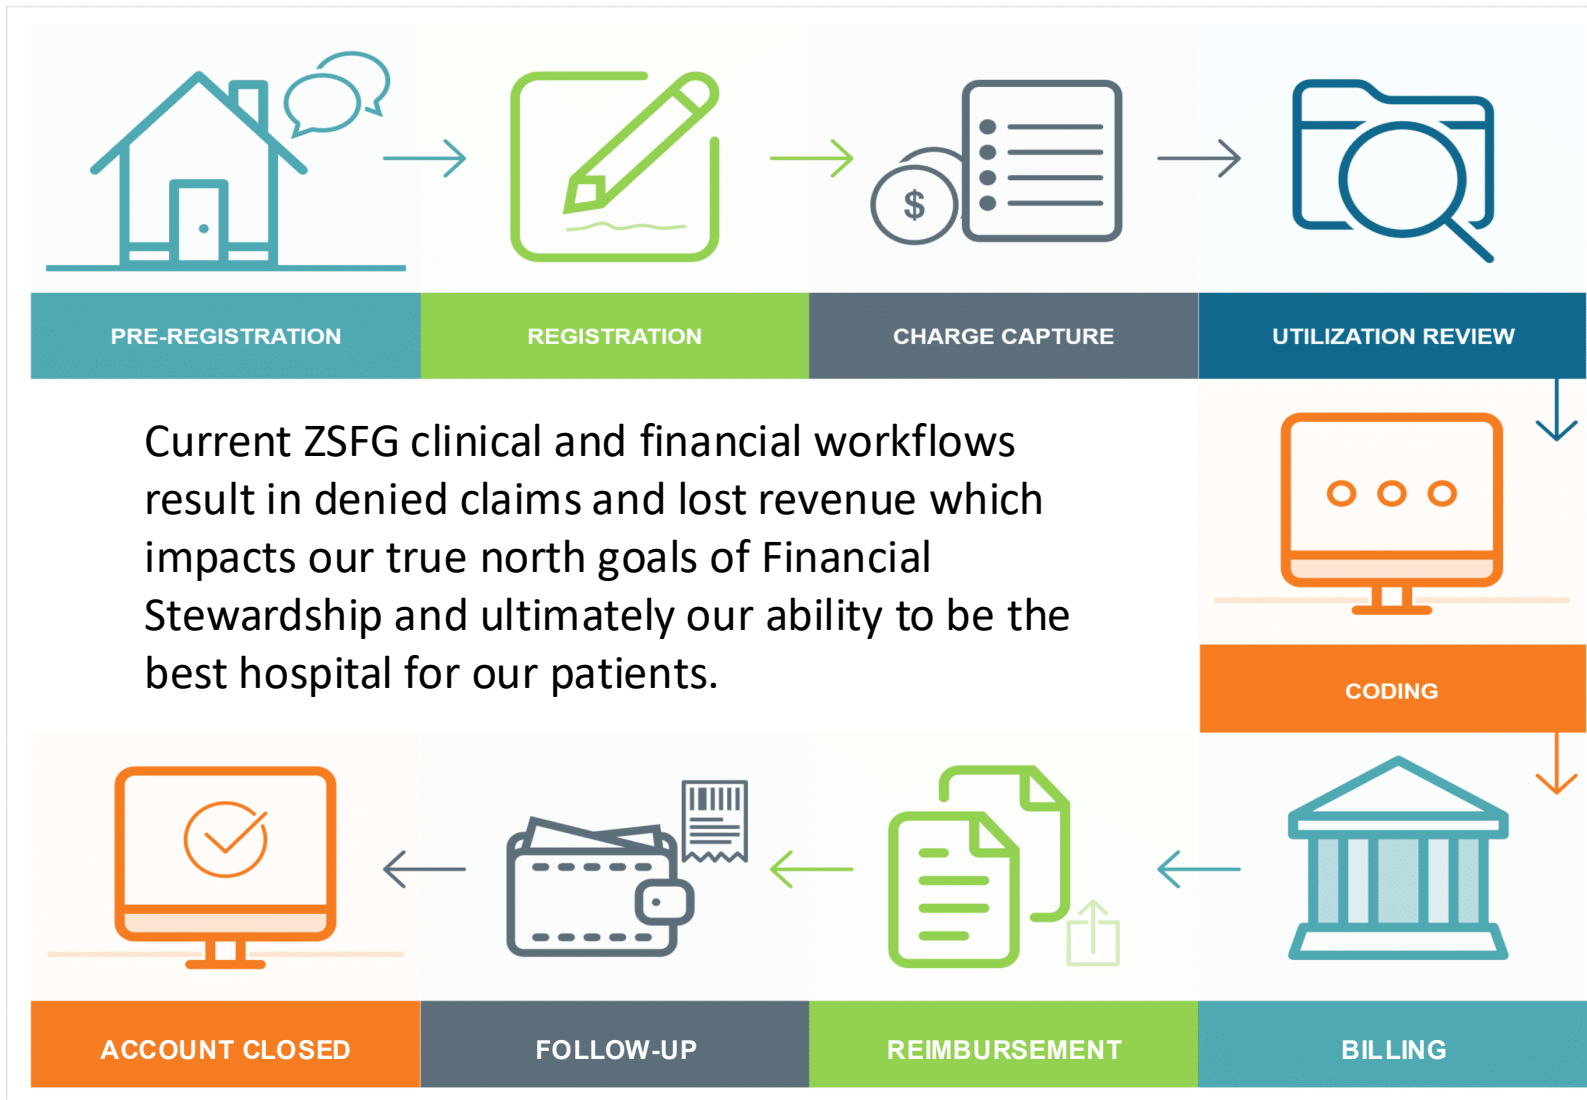 $
PRE-REGISTRATION
REGISTRATION
CHARGE CAPTURE
UTILIZATION REVIEW
Current ZSFG clinical and financial workflows
result in denied claims and lost revenue which
impacts our true north goals of Financial
Stewardship and ultimately our ability to be the
best hospital for our patients.
CODING
ACCOUNT CLOSED
FOLLOW-UP
REIMBURSEMENT
BILLING